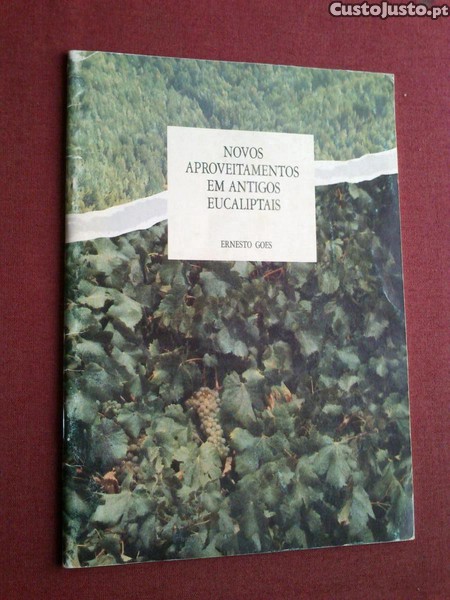 CustoJusto.pt
NOVOS
APROVEITAMENTOS
EM ANTIGOS
EUCALIPTAIS
ERNESTO GOES